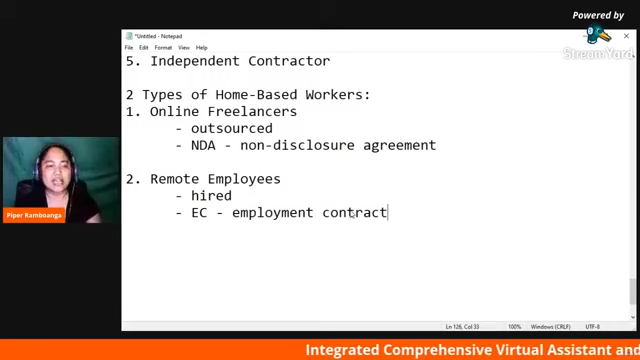 Powered by
StreamYard
*Untitled - Notepad
File Edit Format View Help
5. Independent Contractor
2 Types of Home-Based Workers:
1. Online Freelancers
- outsourced
- NDA - non-disclosure agreement
2. Remote Employees
- hired
- EC - employment contract
Piper Ramboanga
Ln 126, Col 33 100% Windows (CRLF) UTF-8
Integrated Comprehensive Virtual Assistant and